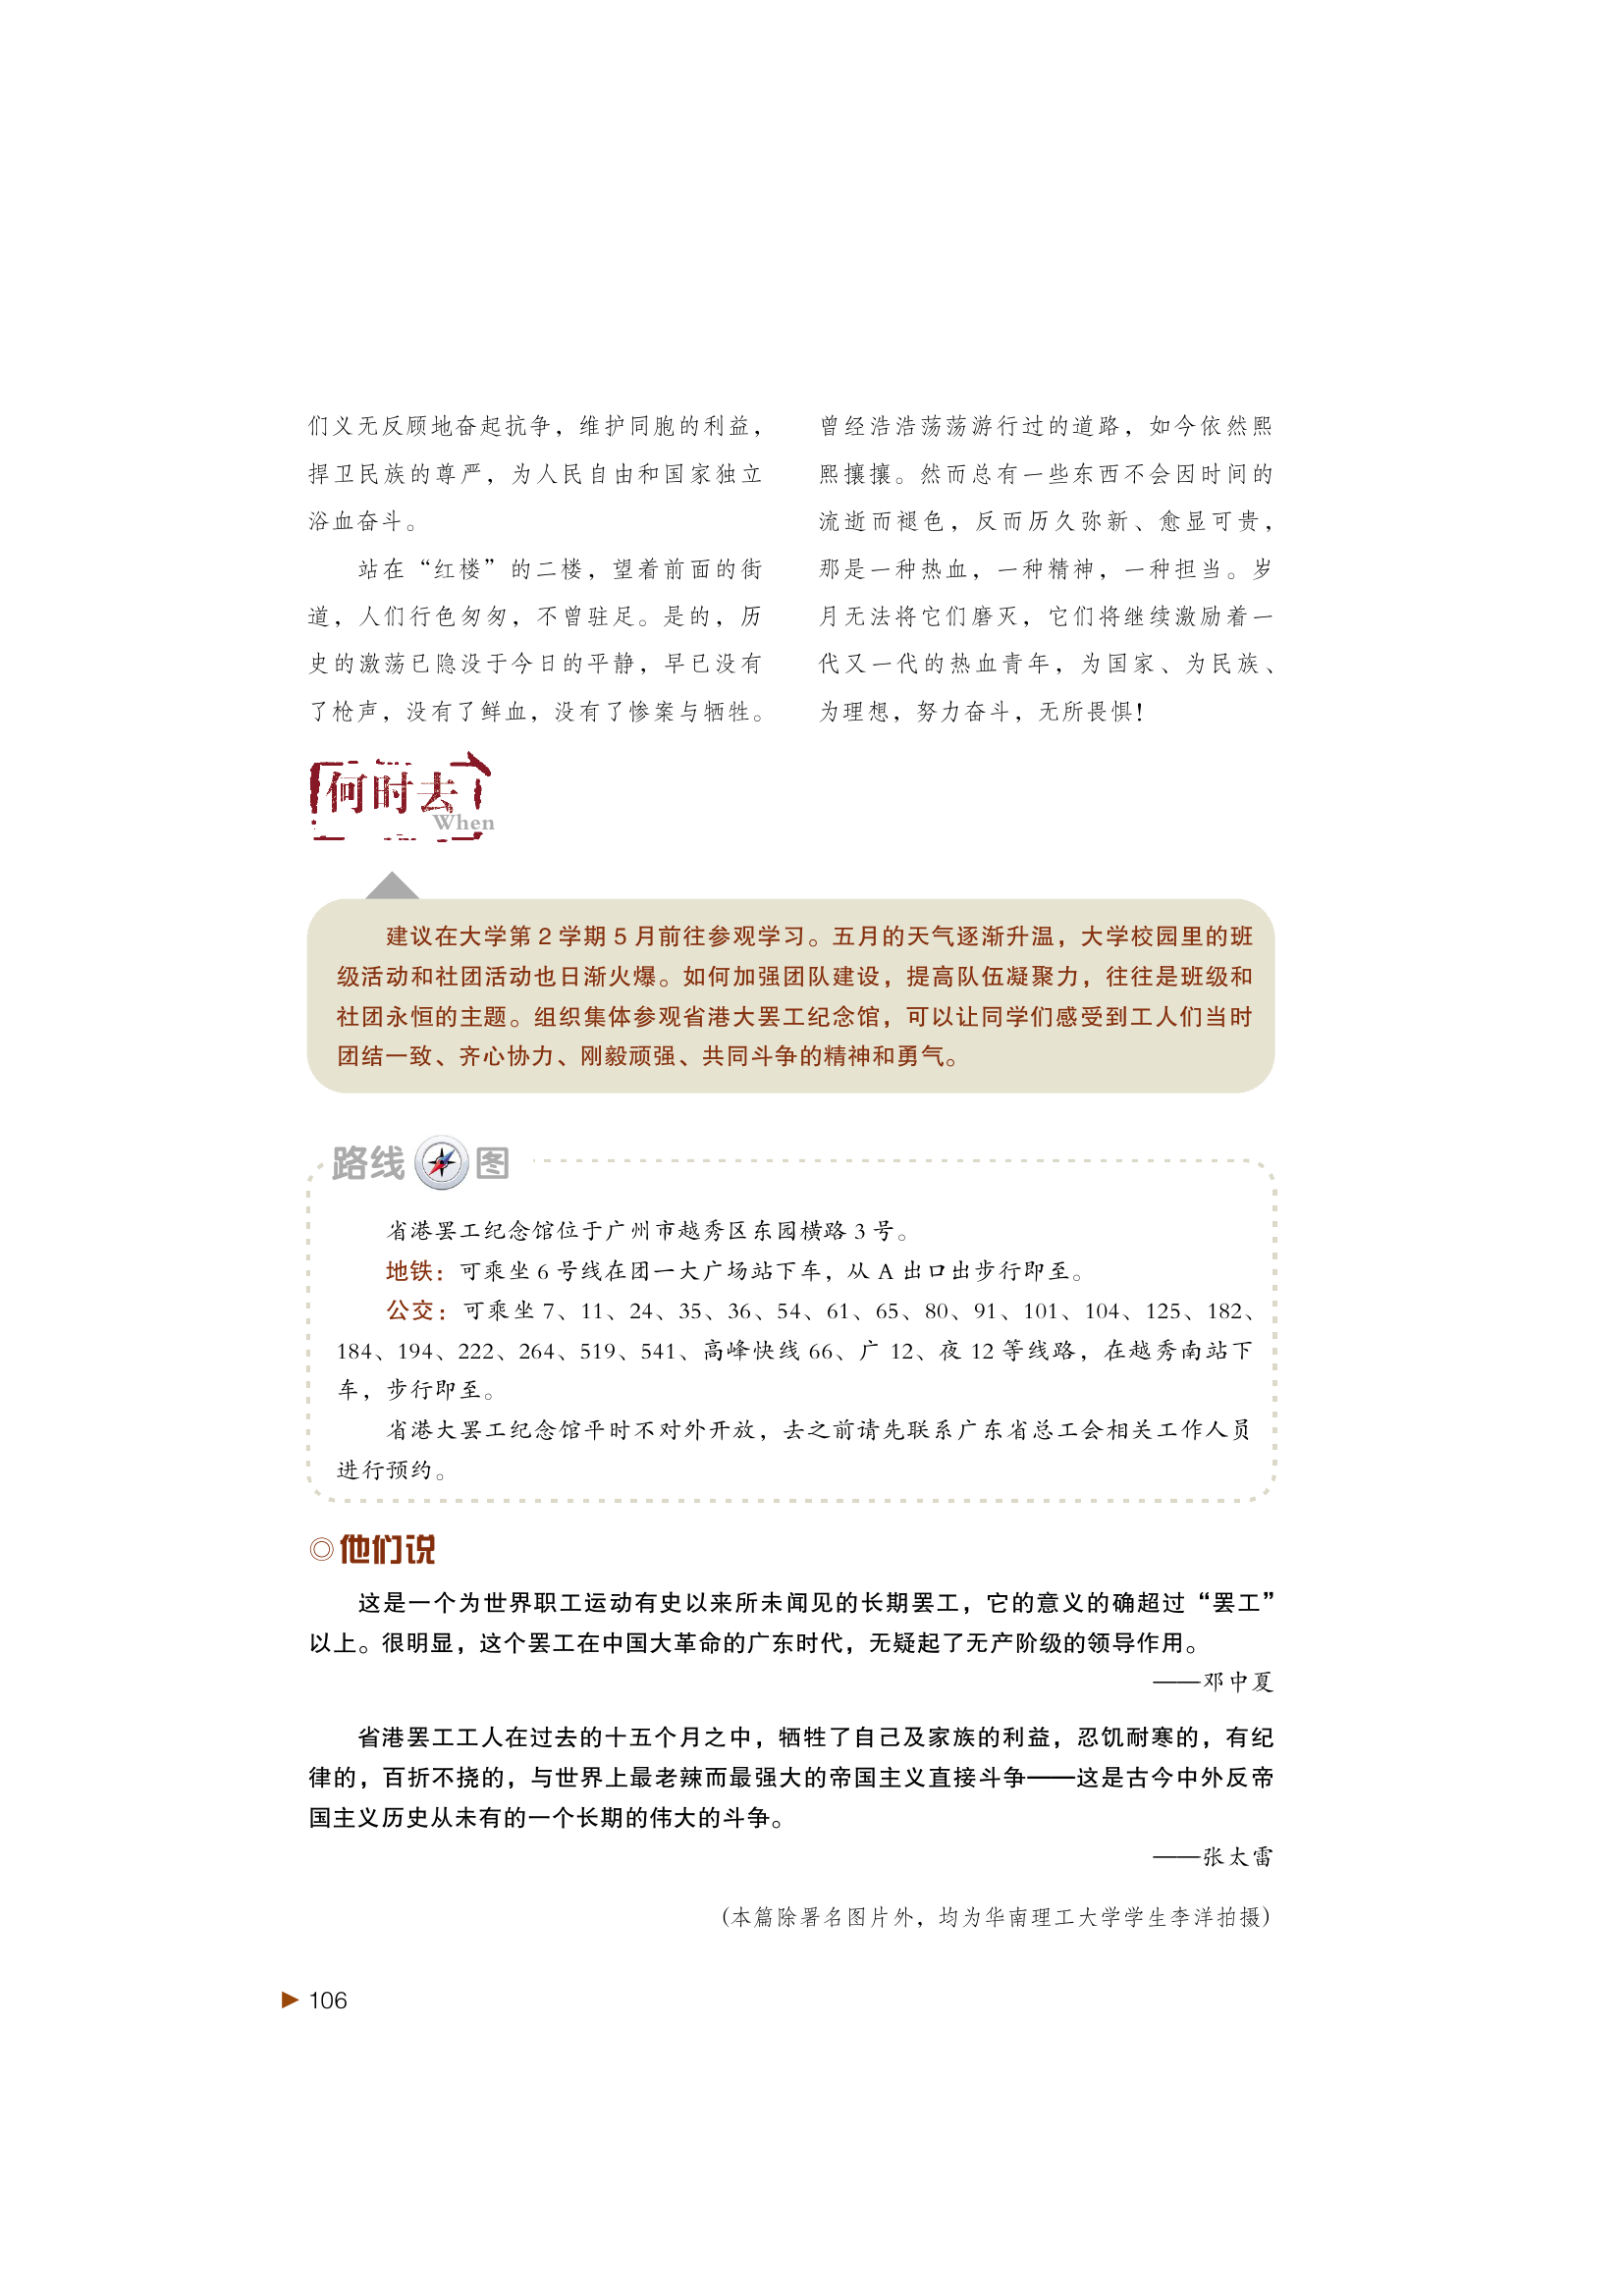 们义无反顾地奋起抗争，维护同胞的利益，
捍卫民族的尊严，为人民自由和国家独立
浴血奋斗。
站在“红楼”的二楼，望着前面的街
道，人们行色匆匆，不曾驻足。是的，历
史的激荡已隐没于今日的平静，早已没有
了枪声，没有了鲜血，没有了惨案与牺牲。
曾经浩浩荡荡游行过的道路，如今依然熙
熙攘攘。然而总有一些东西不会因时间的
流逝而褪色，反而历久弥新、愈显可贵，
那是一种热血，一种精神，一种担当。岁
月无法将它们磨灭，它们将继续激励着一
代又一代的热血青年，为国家、为民族、
为理想，努力奋斗，无所畏惧！
何时去
When
建议在大学第 2 学期 5 月前往参观学习。五月的天气逐渐升温，大学校园里的班
级活动和社团活动也日渐火爆。如何加强团队建设，提高队伍凝聚力，往往是班级和
社团永恒的主题。组织集体参观省港大罢工纪念馆，可以让同学们感受到工人们当时
团结一致、齐心协力、刚毅顽强、共同斗争的精神和勇气。
路线图
省港罢工纪念馆位于广州市越秀区东园横路 3 号。
地铁：可乘坐 6 号线在团一大广场站下车，从 A 出口出步行即至。
公交：可乘坐 7、11、24、35、36、54、61、65、80、91、101、104、125、182、
184、194、222、264、519、541、高峰快线 66、广 12、夜 12 等线路，在越秀南站下
车，步行即至。
省港大罢工纪念馆平时不对外开放，去之前请先联系广东省总工会相关工作人员
进行预约。
◎他们说
这是一个为世界职工运动有史以来所未闻见的长期罢工，它的意义的确超过“罢工”
以上。很明显，这个罢工在中国大革命的广东时代，无疑起了无产阶级的领导作用。
——邓中夏
省港罢工工人在过去的十五个月之中，牺牲了自己及家族的利益，忍饥耐寒的，有纪
律的，百折不挠的，与世界上最老辣而最强大的帝国主义直接斗争——这是古今中外反帝
国主义历史从未有的一个长期的伟大的斗争。
——张太雷
(本篇除署名图片外，均为华南理工大学学生李洋拍摄)
106